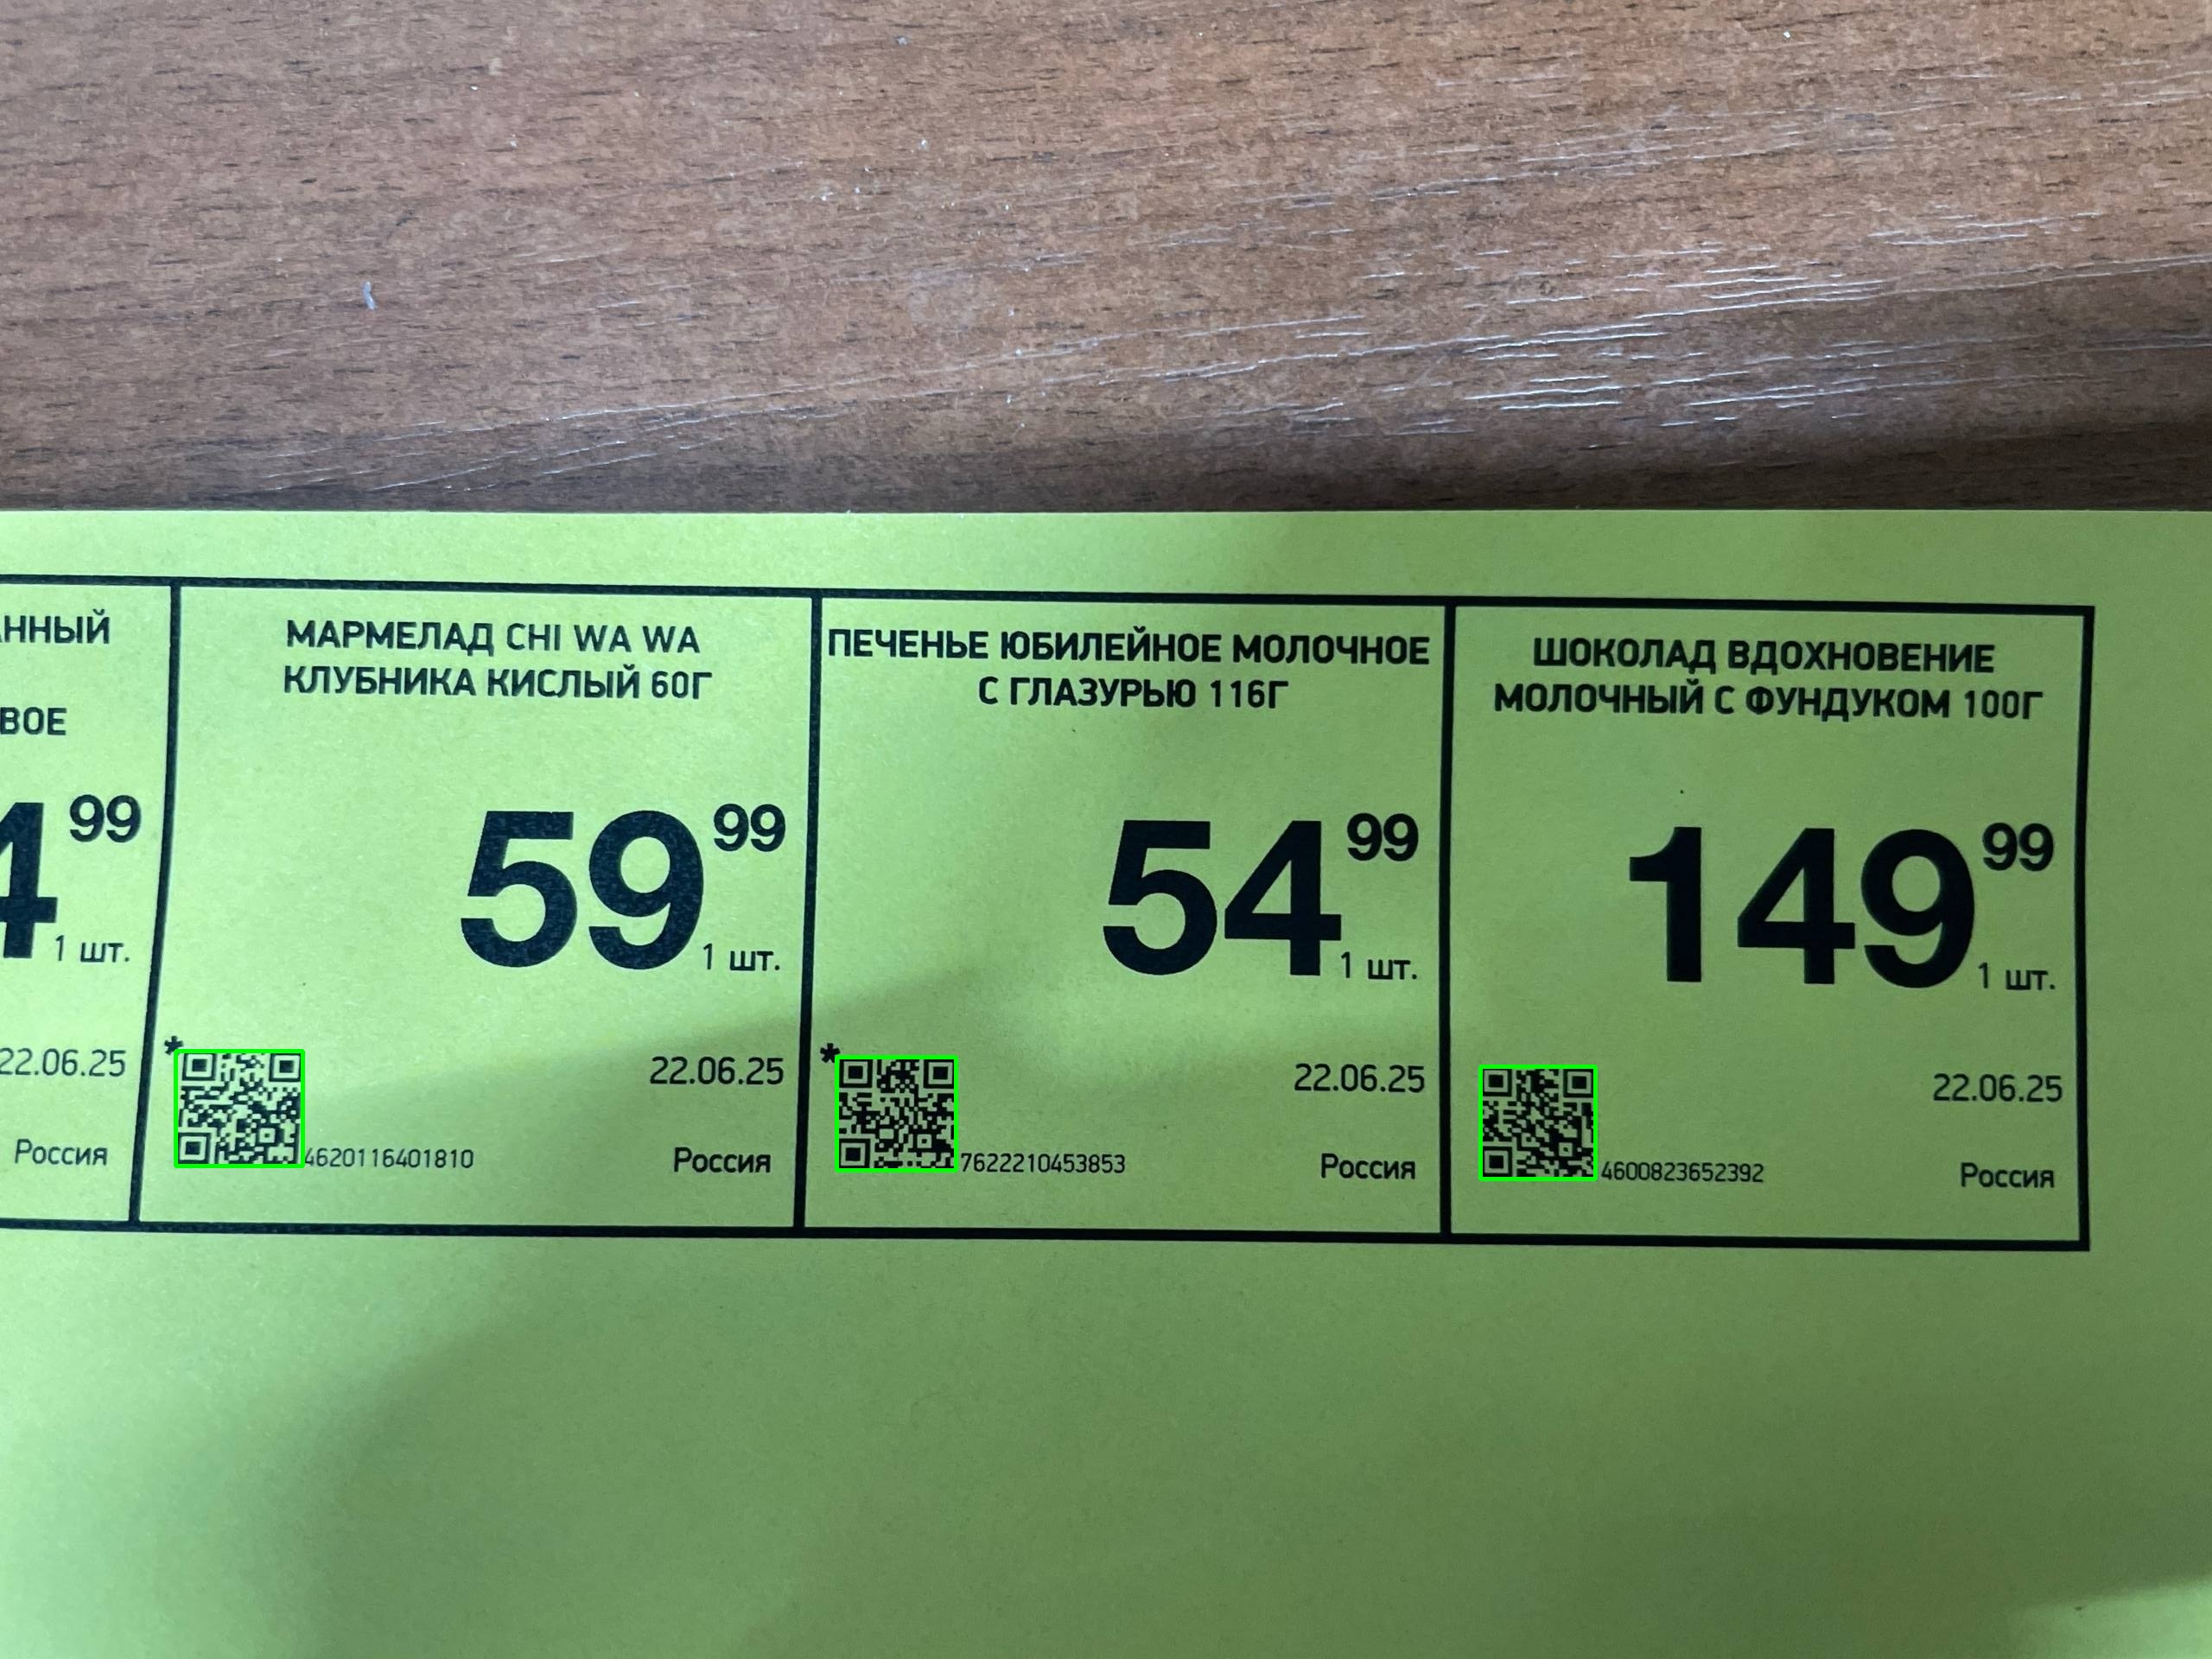 ВОЕ
99
1 шт.
22.06.25
Россия
МАРМЕЛАД CHI WA WA
КЛУБНИКА КИСЛЫЙ 60Г
59 99
1 шт.
*
22.06.25
4620116401810
Россия
ПЕЧЕНЬЕ ЮБИЛЕЙНОЕ МОЛОЧНОЕ
С ГЛАЗУРЬЮ 116Г
54 99
1 шт.
*
22.06.25
7622210453853
Россия
ШОКОЛАД ВДОХНОВЕНИЕ
МОЛОЧНЫЙ С ФУНДУКОМ 100Г
149 99
1 шт.
22.06.25
4600823652392
Россия